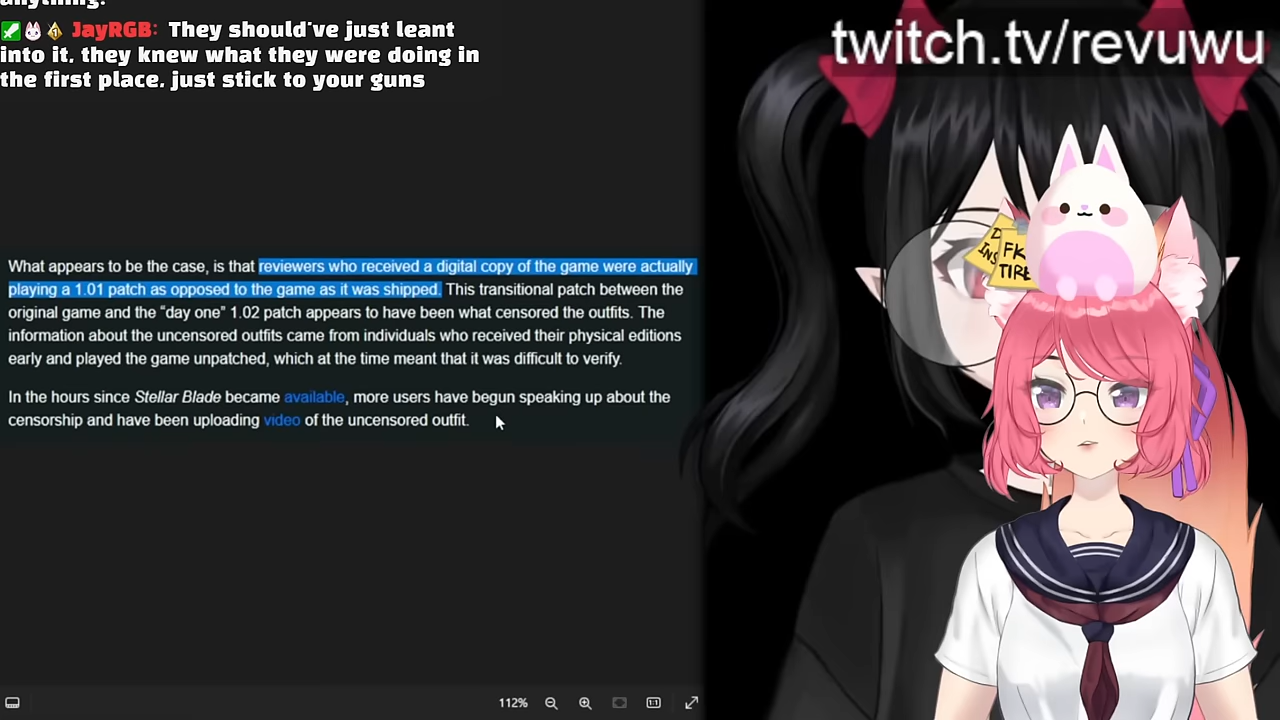 anything.
JayRGB: They should've just leant
into it. they knew what they were doing in
the first place. just stick to your guns
twitch.tv/revuwu
What appears to be the case, is that reviewers who received a digital copy of the game were actually
playing a 1.01 patch as opposed to the game as it was shipped. This transitional patch between the
original game and the “day one” 1.02 patch appears to have been what censored the outfits. The
information about the uncensored outfits came from individuals who received their physical editions
early and played the game unpatched, which at the time meant that it was difficult to verify.
In the hours since Stellar Blade became available, more users have begun speaking up about the
censorship and have been uploading video of the uncensored outfit.
FK
TIRE
112%
1:1